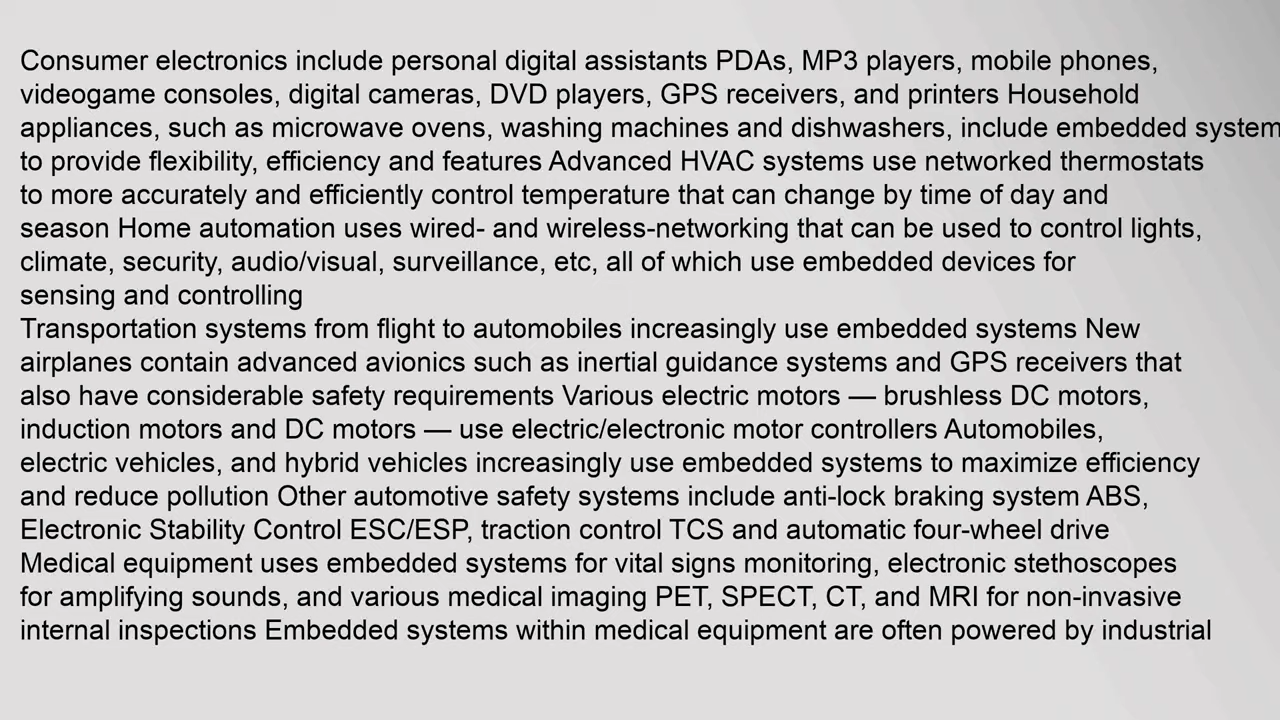 Consumer electronics include personal digital assistants PDAs, MP3 players, mobile phones,
videogame consoles, digital cameras, DVD players, GPS receivers, and printers Household
appliances, such as microwave ovens, washing machines and dishwashers, include embedded system
to provide flexibility, efficiency and features Advanced HVAC systems use networked thermostats
to more accurately and efficiently control temperature that can change by time of day and
season Home automation uses wired- and wireless-networking that can be used to control lights,
climate, security, audio/visual, surveillance, etc, all of which use embedded devices for
sensing and controlling
Transportation systems from flight to automobiles increasingly use embedded systems New
airplanes contain advanced avionics such as inertial guidance systems and GPS receivers that
also have considerable safety requirements Various electric motors — brushless DC motors,
induction motors and DC motors — use electric/electronic motor controllers Automobiles,
electric vehicles, and hybrid vehicles increasingly use embedded systems to maximize efficiency
and reduce pollution Other automotive safety systems include anti-lock braking system ABS,
Electronic Stability Control ESC/ESP, traction control TCS and automatic four-wheel drive
Medical equipment uses embedded systems for vital signs monitoring, electronic stethoscopes
for amplifying sounds, and various medical imaging PET, SPECT, CT, and MRI for non-invasive
internal inspections Embedded systems within medical equipment are often powered by industrial